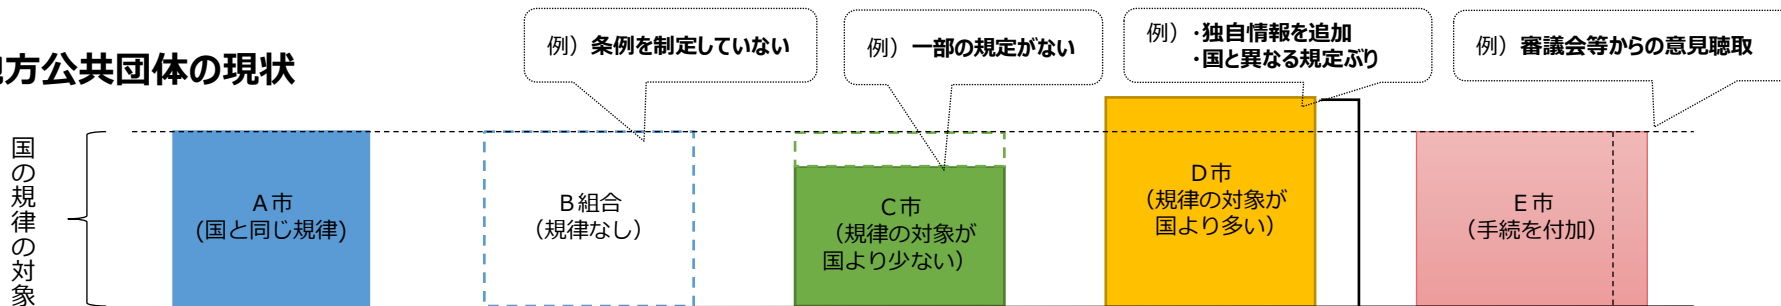 方公共団体の現状
例）条例を制定していない
例）一部の規定がない
例）・独自情報を追加
・国と異なる規定ぶり
例）審議会等からの意見聴取
国の規律の対象
Ａ市
(国と同じ規律)
Ｂ組合
（規律なし）
Ｃ市
（規律の対象が
国より少ない）
Ｄ市
（規律の対象が
国より多い）
Ｅ市
（手続を付加）